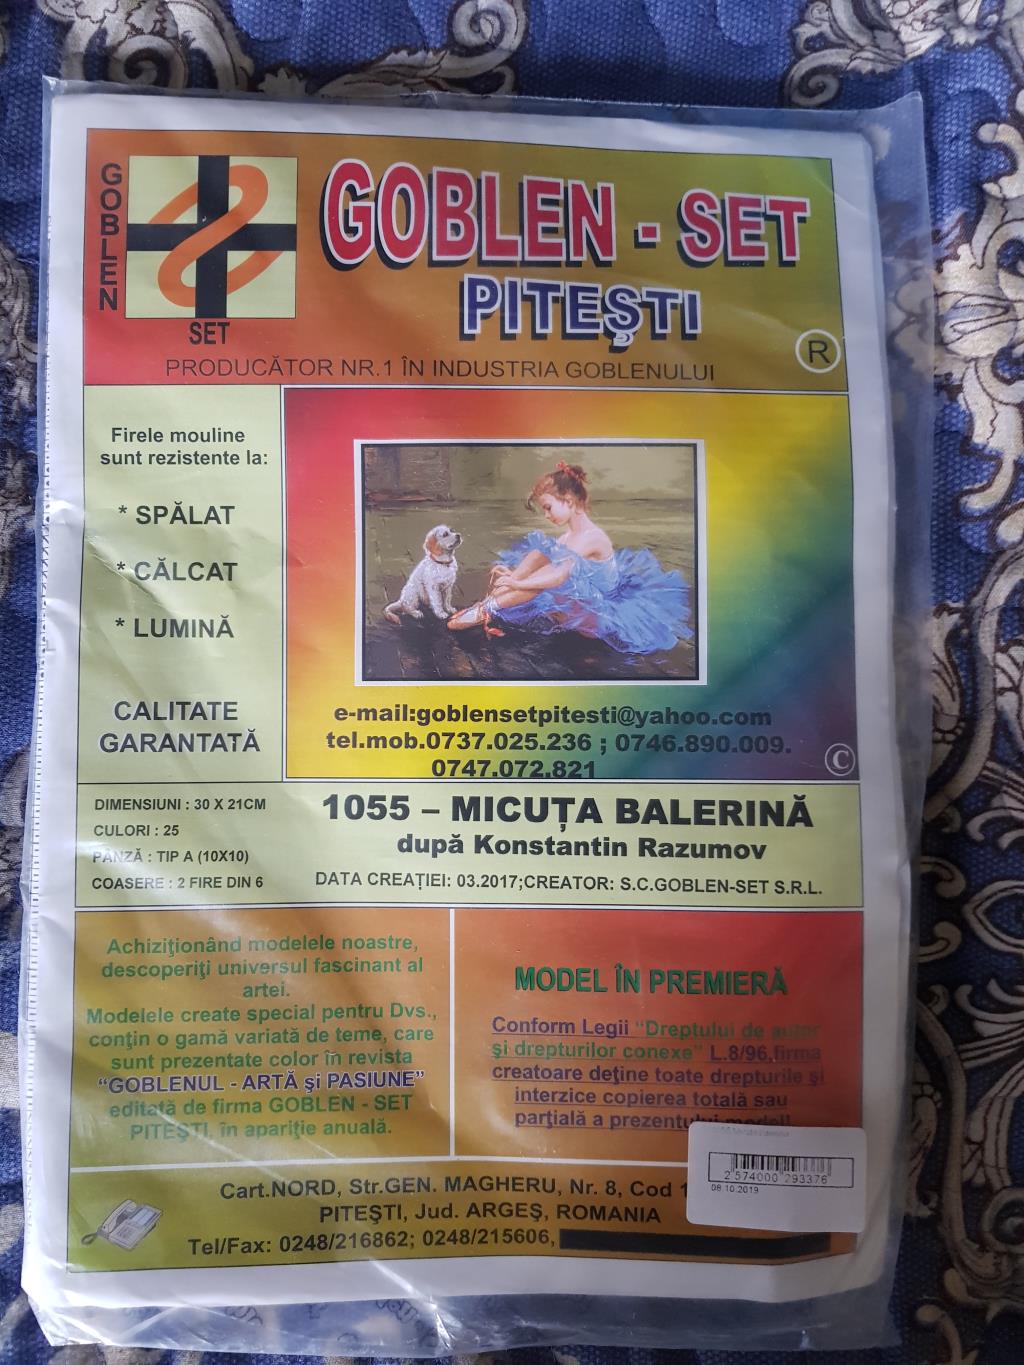 GOBLEN
SET
GOBLEN - SET
PITEŞTI
R
PRODUCĂTOR NR.1 ÎN INDUSTRIA GOBLENULUI
Firele mouline
sunt rezistente la:
* SPĂLAT
* CĂLCAT
* LUMINĂ
CALITATE
GARANTATĂ
e-mail:goblensetpitesti@yahoo.com
tel.mob.0737.025.236 ; 0746.890.009.
0747.072.821
C
DIMENSIUNI : 30 X 21CM
CULORI : 25
PÂNZĂ : TIP A (10X10)
COASERE : 2 FIRE DIN 6
1055 – MICUȚA BALERINĂ
după Konstantin Razumov
DATA CREAȚIEI: 03.2017;CREATOR: S.C.GOBLEN-SET S.R.L.
Achiziţionând modelele noastre,
descoperiţi universul fascinant al
artei.
Modelele create special pentru Dvs.,
conţin o gamă variată de teme, care
sunt prezentate color în revista
“GOBLENUL - ARTĂ şi PASIUNE”
editată de firma GOBLEN - SET
PITEŞTI, în apariţie anuală.
MODEL ÎN PREMIERĂ
Conform Legii “Dreptului de autor
şi drepturilor conexe” L.8/96,firma
creatoare deţine toate drepturile şi
interzice copierea totală sau
parţială a prezentului model!
Cart.NORD, Str.GEN. MAGHERU, Nr. 8, Cod 1
PITEŞTI, Jud. ARGEŞ, ROMANIA
Tel/Fax: 0248/216862; 0248/215606,
2 574000 293376
08.10.2019